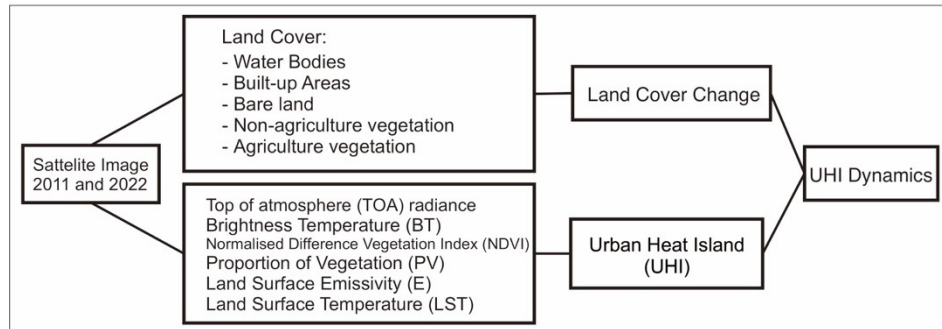 Sattelite Image
2011 and 2022
Land Cover:
- Water Bodies
- Built-up Areas
- Bare land
- Non-agriculture vegetation
- Agriculture vegetation
Top of atmosphere (TOA) radiance
Brightness Temperature (BT)
Normalised Difference Vegetation Index (NDVI)
Proportion of Vegetation (PV)
Land Surface Emissivity (E)
Land Surface Temperature (LST)
Land Cover Change
Urban Heat Island
(UHI)
UHI Dynamics